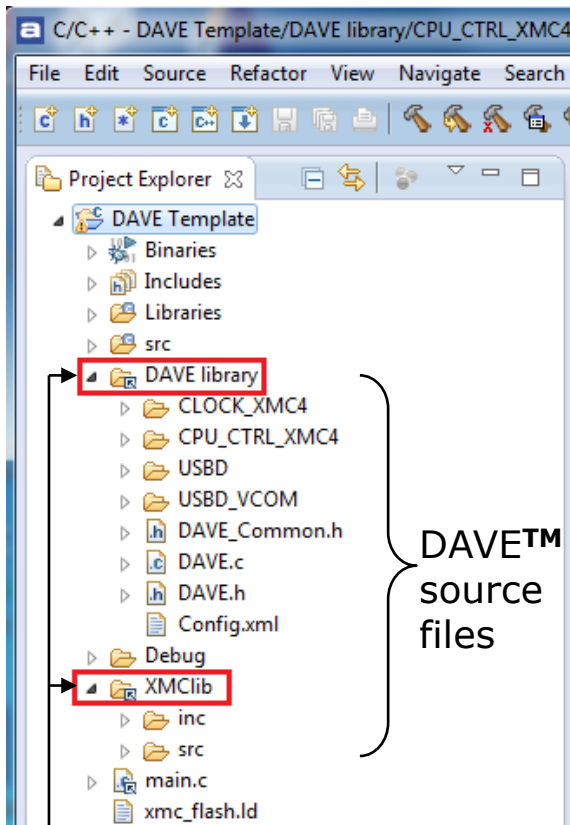 C/C++ - DAVE Template/DAVE library/CPU_CTRL_XMC4
File Edit Source Refactor View Navigate Search
Project Explorer
DAVE Template
Binaries
Includes
Libraries
src
DAVE library
CLOCK_XMC4
CPU_CTRL_XMC4
USBD
USBD_VCOM
DAVE_Common.h
DAVE.c
DAVE.h
Config.xml
Debug
XMClib
inc
src
main.c
xmc_flash.ld
DAVE™
source
files